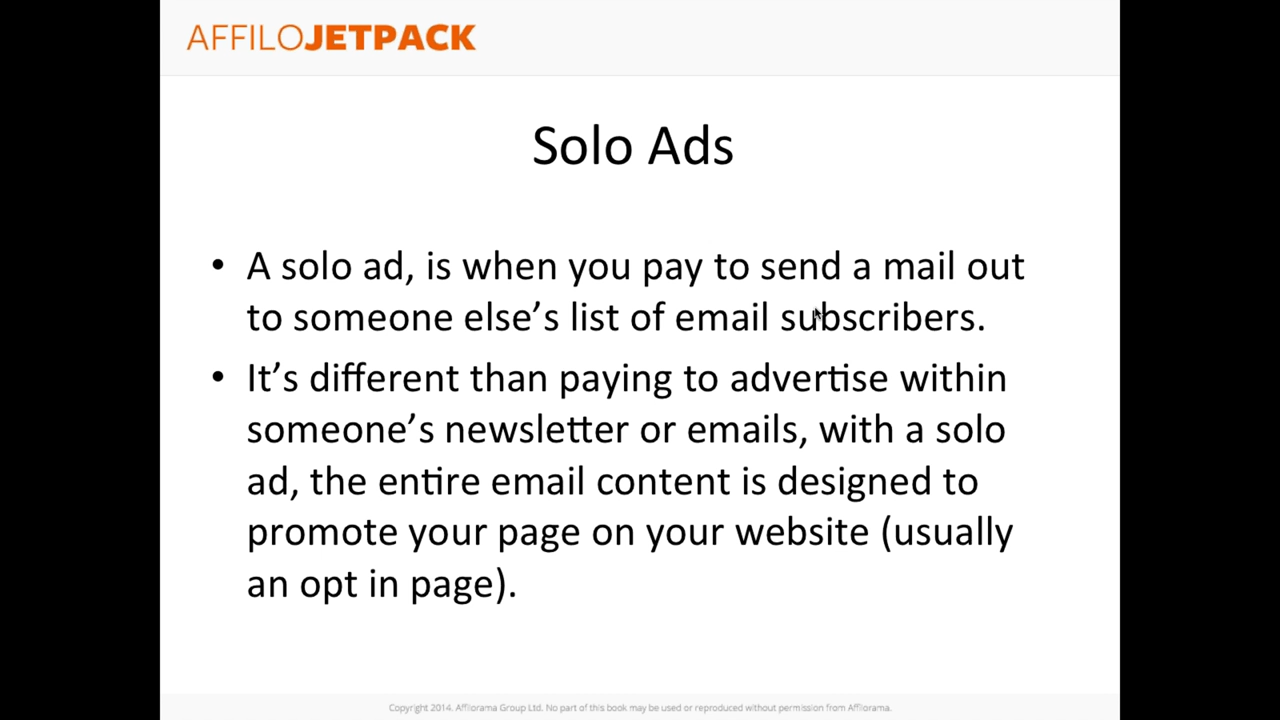 AFFILOJETPACK
Solo Ads
• A solo ad, is when you pay to send a mail out
to someone else’s list of email subscribers.
• It’s different than paying to advertise within
someone’s newsletter or emails, with a solo
ad, the entire email content is designed to
promote your page on your website (usually
an opt in page).
Copyright 2014. Affilorama Group Ltd. No part of this book may be used or reproduced without permission from Affilorama.